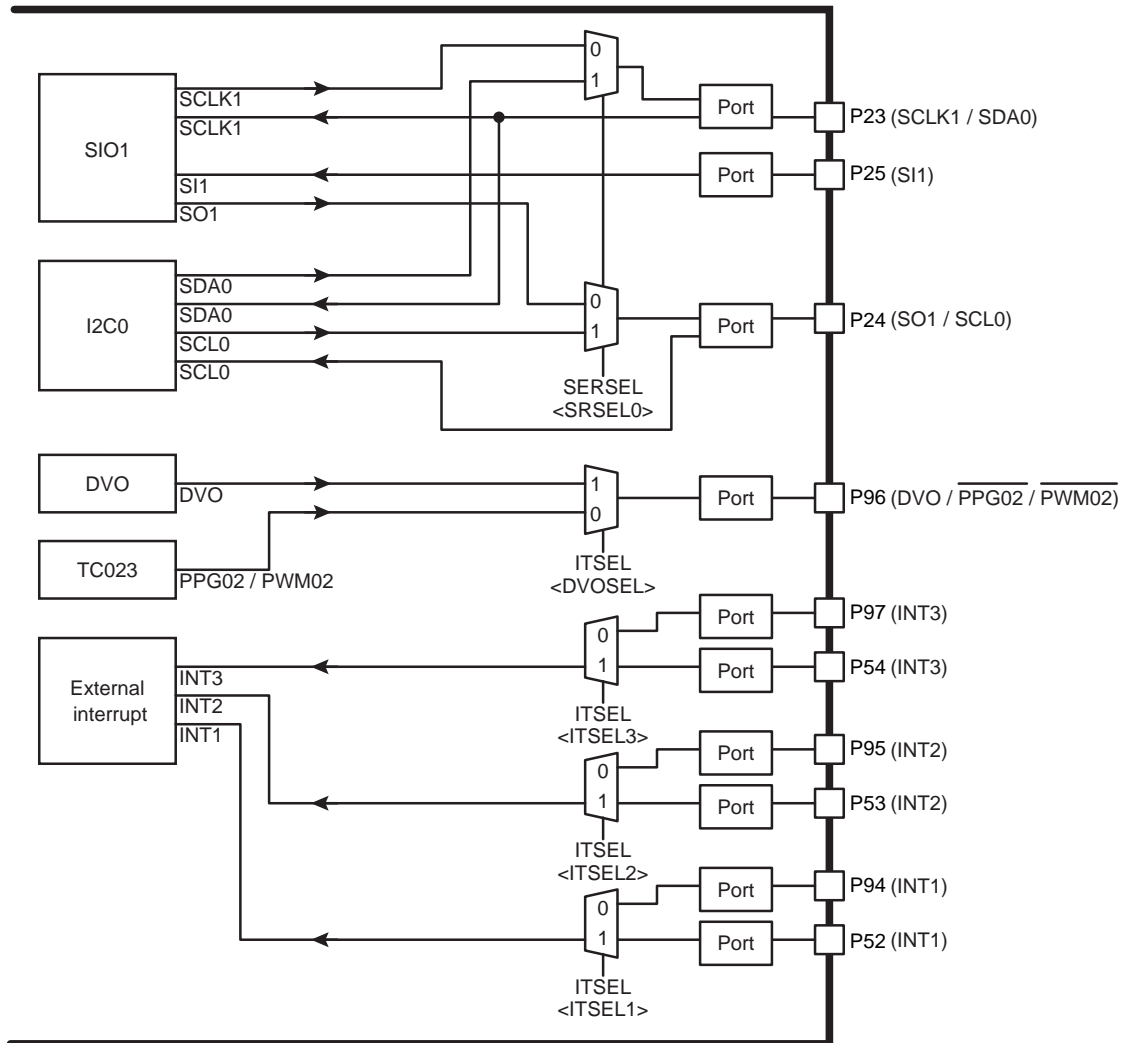 SIO1
SCLK1
SCLK1
SI1
SO1
0
1
Port
P23 (SCLK1 / SDA0)
Port
P25 (SI1)
I2C0
SDA0
SDA0
SCL0
SCL0
0
1
SERSEL
<SRSEL0>
Port
P24 (SO1 / SCL0)
DVO
DVO
1
0
ITSEL
<DVOSEL>
Port
P96 (DVO / PPG02 / PWM02)
TC023
PPG02 / PWM02
External
interrupt
INT3
INT2
INT1
0
1
ITSEL
<ITSEL3>
Port
P97 (INT3)
Port
P54 (INT3)
0
1
ITSEL
<ITSEL2>
Port
P95 (INT2)
Port
P53 (INT2)
0
1
ITSEL
<ITSEL1>
Port
P94 (INT1)
Port
P52 (INT1)